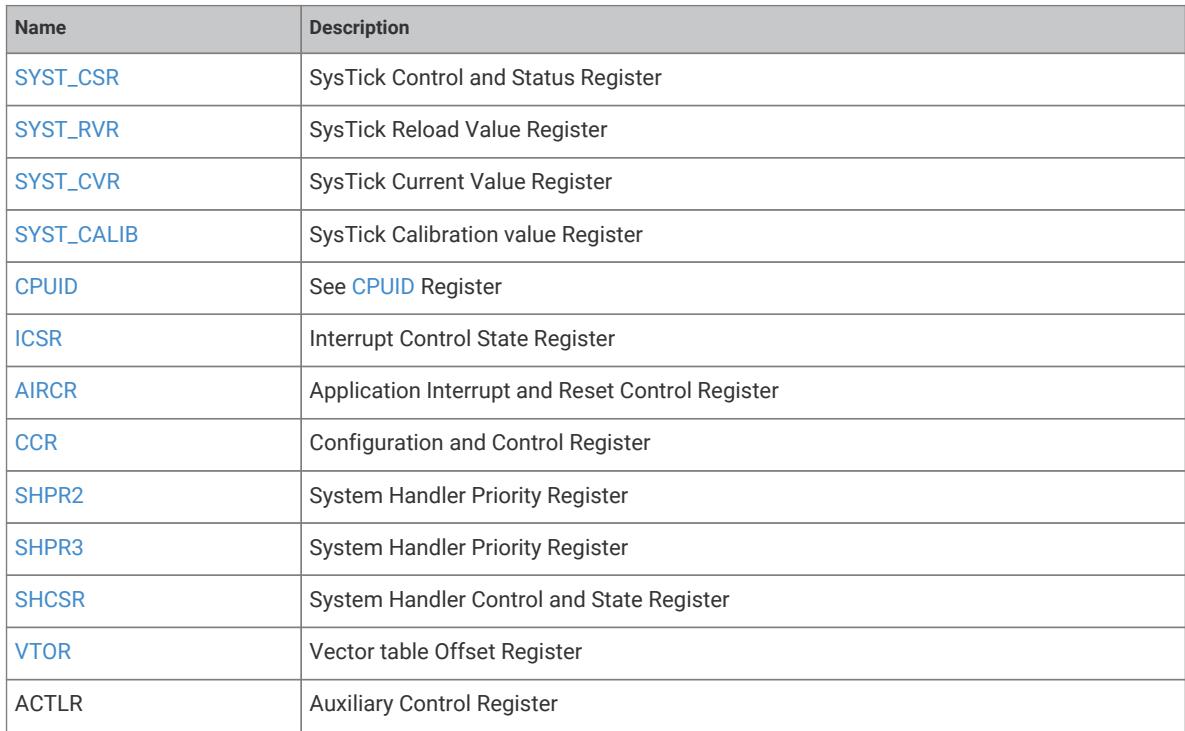 Name Description
SYST_CSR SysTick Control and Status Register
SYST_RVR SysTick Reload Value Register
SYST_CVR SysTick Current Value Register
SYST_CALIB SysTick Calibration value Register
CPUID See CPUID Register
ICSR Interrupt Control State Register
AIRCR Application Interrupt and Reset Control Register
CCR Configuration and Control Register
SHPR2 System Handler Priority Register
SHPR3 System Handler Priority Register
SHCSR System Handler Control and State Register
VTOR Vector table Offset Register
ACTLR Auxiliary Control Register